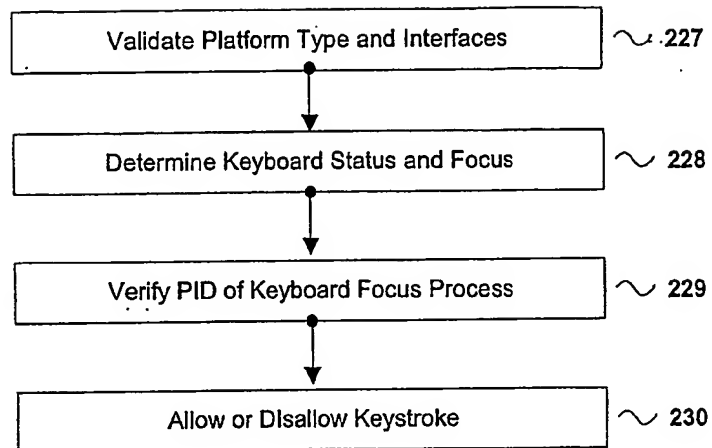 Validate Platform Type and Interfaces 227
Determine Keyboard Status and Focus 228
Verify PID of Keyboard Focus Process 229
Allow or Disallow Keystroke 230